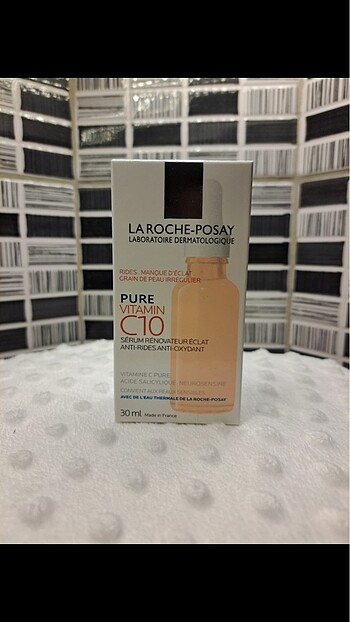 LA ROCHE-POSAY
LABORATOIRE DERMATOLOGIQUE
RIDES, MANQUE D'ÉCLAT
GRAIN DE PEAU IRRÉGULIER
PURE
VITAMIN
C10
SÉRUM RÉNOVATEUR ÉCLAT
ANTI-RIDES ANTI-OXYDANT
VITAMINE C PURE,
ACIDE SALICYLIQUE, NEUROSENSINE
CONVIENT AUX PEAUX SENSIBLES
AVEC DE L'EAU THERMALE DE LA ROCHE-POSAY
30 ml Made in France